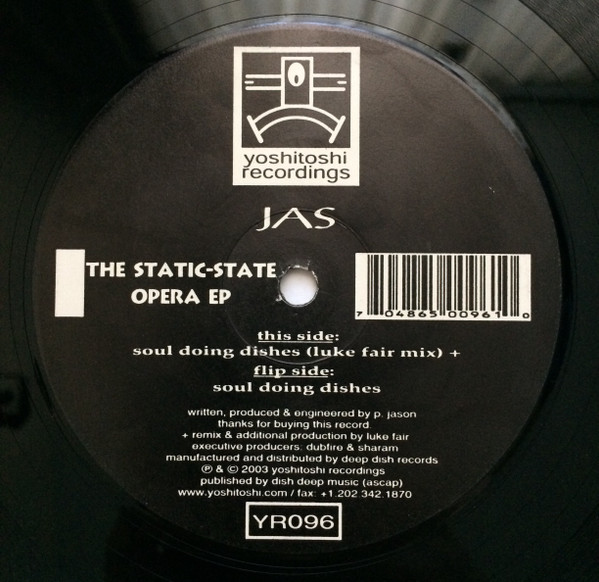 yoshitoshi
recordings
JAS
THE STATIC-STATE
OPERA EP
7 04865 00961 0
this side:
soul doing dishes (luke fair mix) +
flip side:
soul doing dishes
written, produced & engineered by p. jason
thanks for buying this record.
+ remix & additional production by luke fair
executive producers: dubfire & sharam
manufactured and distributed by deep dish records
℗ & © 2003 yoshitoshi recordings
published by dish deep music (ascap)
www.yoshitoshi.com / fax: +1.202.342.1870
YR096